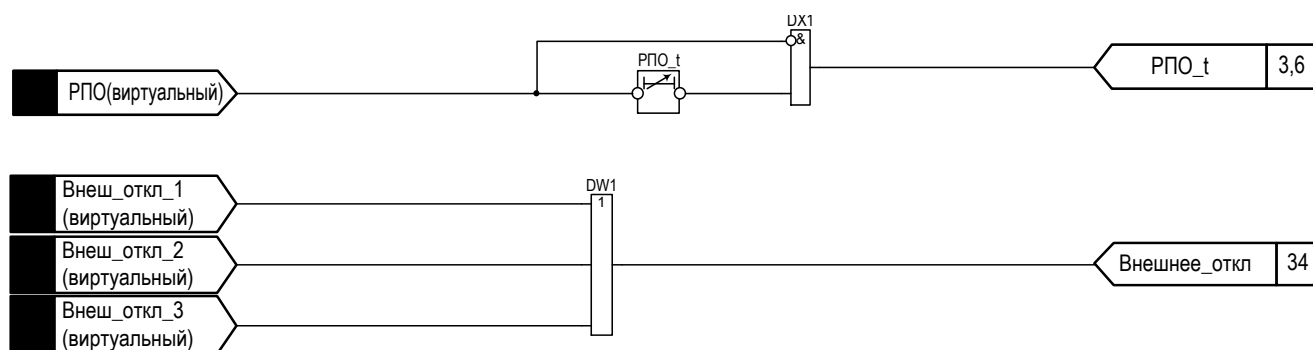 DX1
&
РПО_t
РПО_t
3,6
РПО(виртуальный)
Внеш_откл_1
(виртуальный)
DW1
1
Внеш_откл_2
(виртуальный)
Внешнее_откл
34
Внеш_откл_3
(виртуальный)